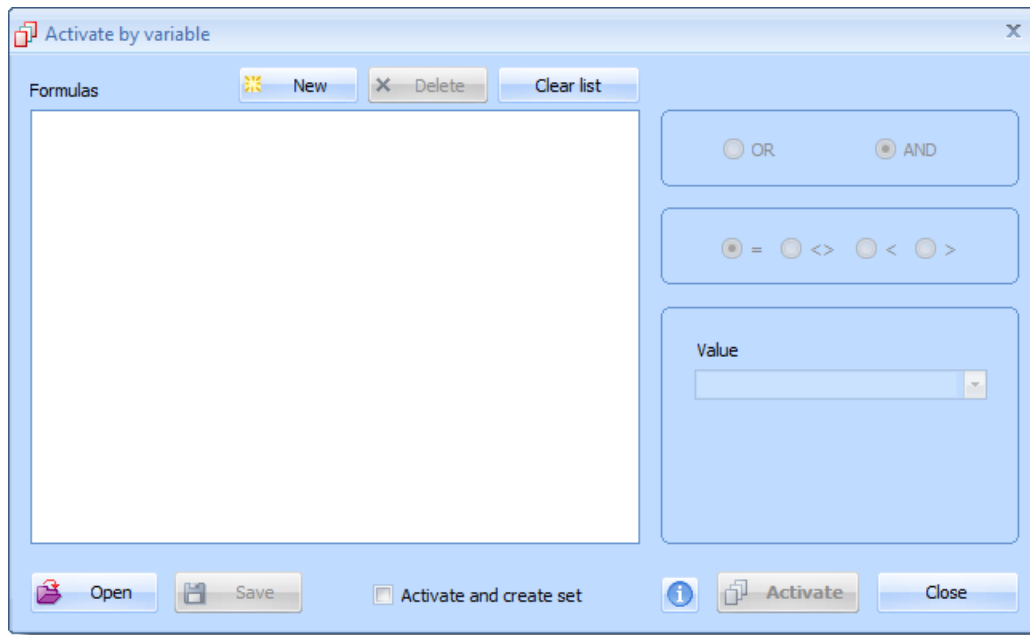 Activate by variable
Formulas
New
Delete
Clear list
OR
AND
=
<>
<
>
Value
Open
Save
Activate and create set
Activate
Close